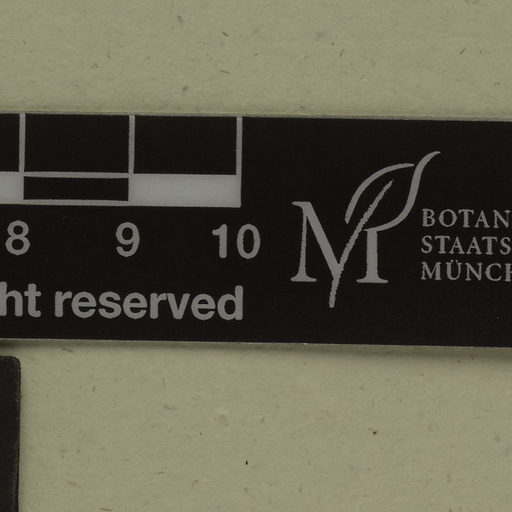 8 9 10
ht reserved
M
BOTAN
STAATS
MÜNCH